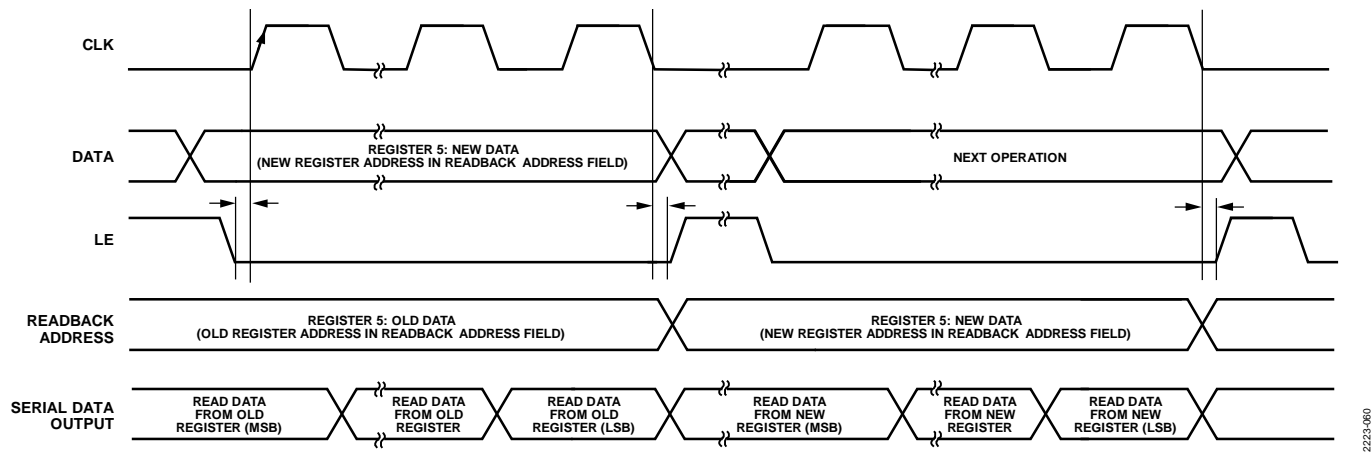 CLK
DATA
REGISTER 5: NEW DATA
(NEW REGISTER ADDRESS IN READBACK ADDRESS FIELD)
NEXT OPERATION
LE
READBACK
ADDRESS
REGISTER 5: OLD DATA
(OLD REGISTER ADDRESS IN READBACK ADDRESS FIELD)
REGISTER 5: NEW DATA
(NEW REGISTER ADDRESS IN READBACK ADDRESS FIELD)
SERIAL DATA
OUTPUT
READ DATA
FROM OLD
REGISTER (MSB)
READ DATA
FROM OLD
REGISTER
READ DATA
FROM OLD
REGISTER (LSB)
READ DATA
FROM NEW
REGISTER (MSB)
READ DATA
FROM NEW
REGISTER
READ DATA
FROM NEW
REGISTER (LSB)
2223-060